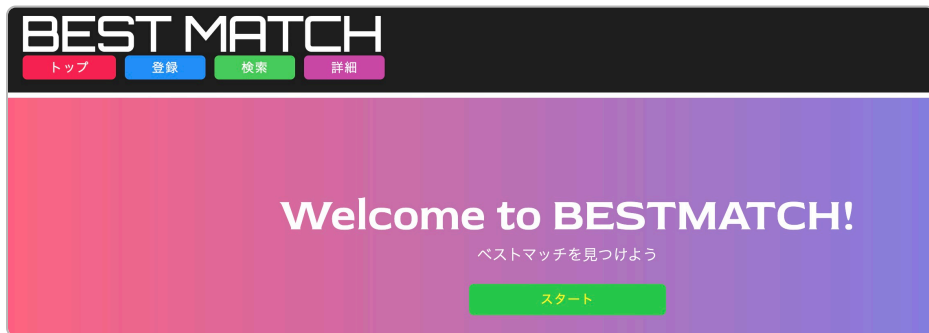 BEST MATCH
トップ 登録 検索 詳細
Welcome to BESTMATCH!
ベストマッチを見つけよう
スタート